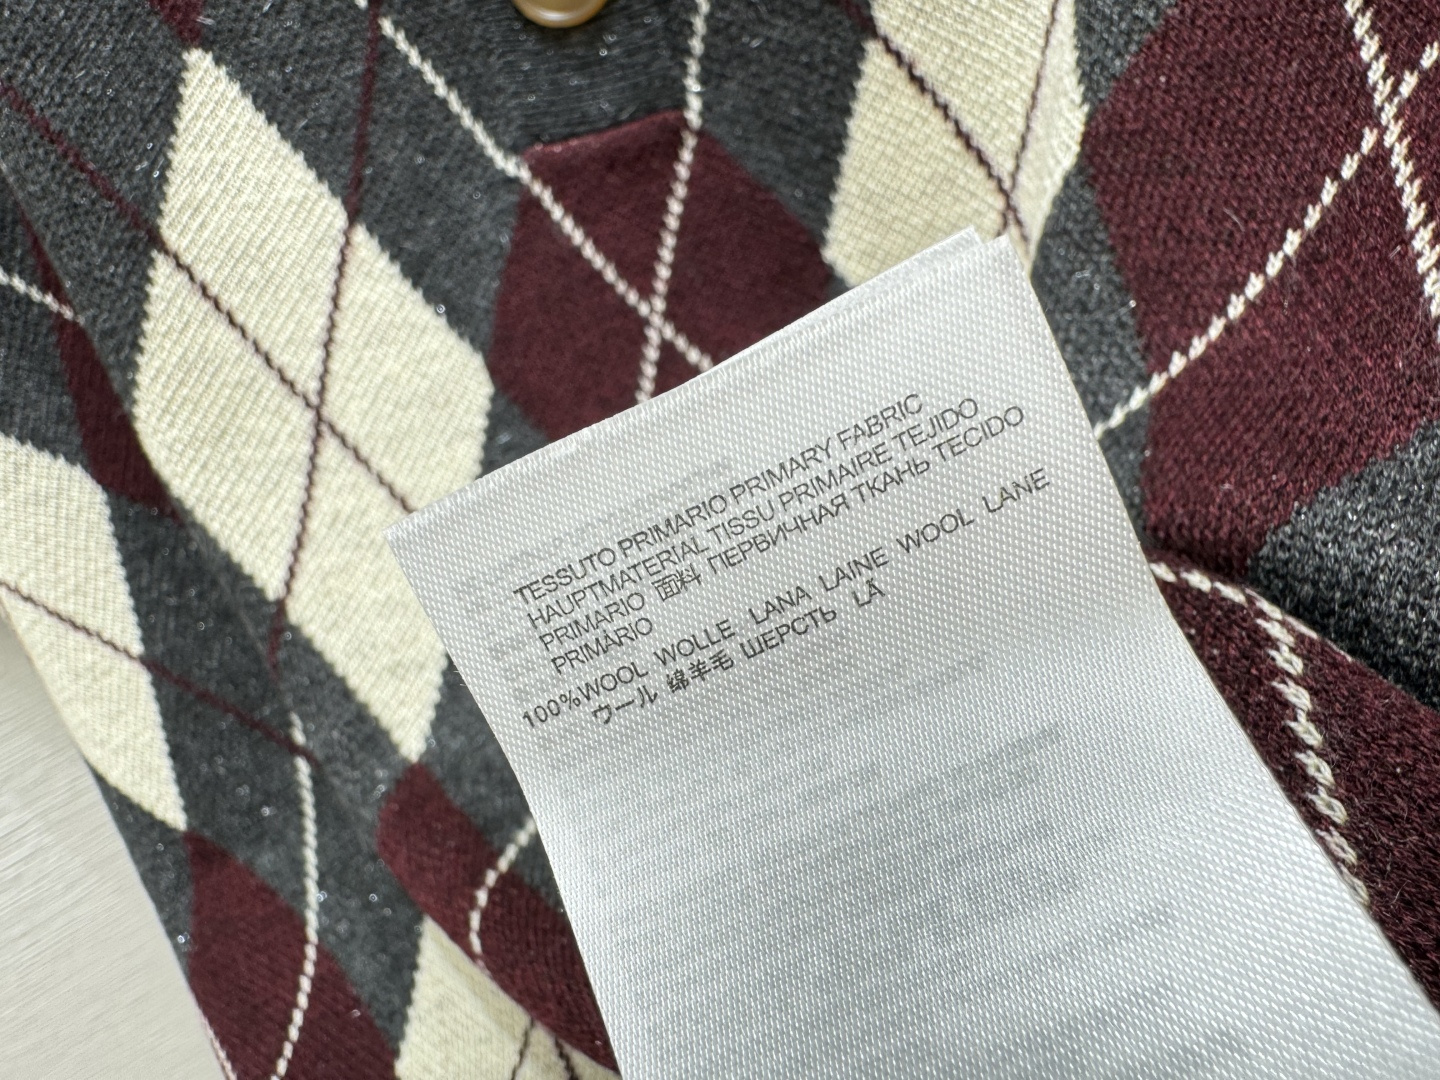 TESSUTO PRIMARIO PRIMARY FABRIC
HAUPTMATERIAL TISSU PRIMAIRE TEJIDO
PRIMARIO 面料 ПЕРВИЧНАЯ ТКАНЬ TECIDO
PRIMÁRIO
100%WOOL WOLLE LANA LAINE WOOL LANE
ウール 绵羊毛 ШЕРСТЬ LÃ